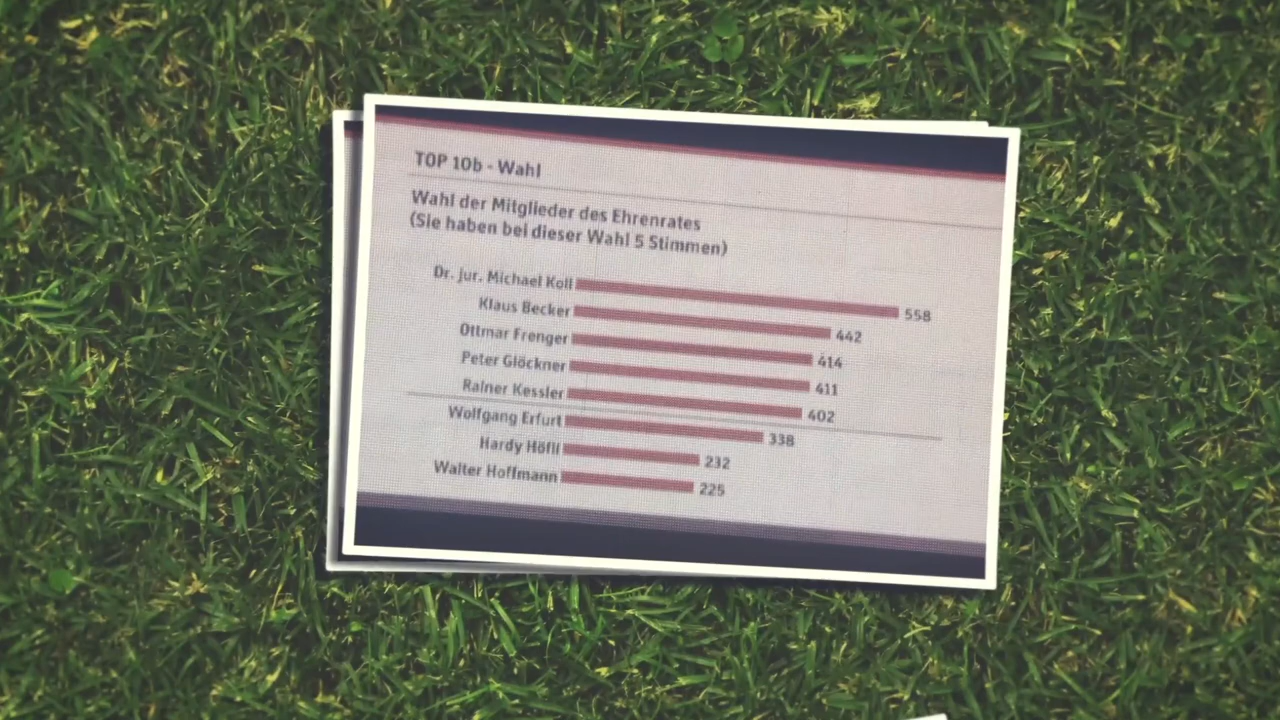 TOP 10b - Wahl
Wahl der Mitglieder des Ehrenrates
(Sie haben bei dieser Wahl 5 Stimmen)
Dr. jur. Michael Koll 558
Klaus Becker 442
Ottmar Frenger 414
Peter Glöckner 411
Rainer Kessler 402
Wolfgang Erfurt 338
Hardy Höfli 232
Walter Hoffmann 225